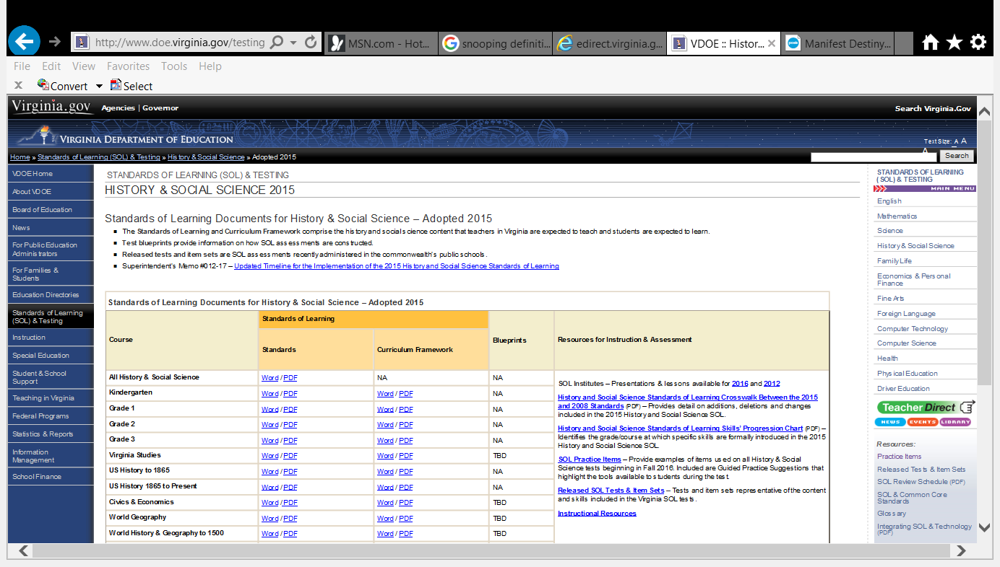 http://www.doe.virginia.gov/testing
MSN.com - Hot...
snooping definiti...
edirect.virginia.g...
VDOE :: Histor...
Manifest Destiny...
File Edit View Favorites Tools Help
x Convert Select
Virginia.gov Agencies | Governor
Search Virginia.Gov
VIRGINIA DEPARTMENT OF EDUCATION
Text Size: A A
A
Home » Standards of Learning (SOL) & Testing » History & Social Science » Adopted 2015
Search
VDOE Home
About VDOE
Board of Education
News
For Public Education
Administrators
For Families &
Students
Education Directories
Standards of Learning
(SOL) & Testing
Instruction
Special Education
Student & School
Support
Teaching in Virginia
Federal Programs
Statistics & Reports
Information
Management
School Finance
STANDARDS OF LEARNING (SOL) & TESTING
HISTORY & SOCIAL SCIENCE 2015
Standards of Learning Documents for History & Social Science – Adopted 2015
The Standards of Learning and Curriculum Framework comprise the history and social science content that teachers in Virginia are expected to teach and students are expected to learn.
Test blueprints provide information on how SOL assessments are constructed.
Released tests and item sets are SOL assessments recently administered in the commonwealth's public schools.
Superintendent's Memo #012-17 – Updated Timeline for the Implementation of the 2015 History and Social Science Standards of Learning
Standards of Learning Documents for History & Social Science – Adopted 2015
Course
Standards of Learning
Standards
Curriculum Framework
Blueprints
Resources for Instruction & Assessment
All History & Social Science Word / PDF NA NA
Kindergarten Word / PDF Word / PDF NA
Grade 1 Word / PDF Word / PDF NA
Grade 2 Word / PDF Word / PDF NA
Grade 3 Word / PDF Word / PDF NA
Virginia Studies Word / PDF Word / PDF TBD
US History to 1865 Word / PDF Word / PDF NA
US History 1865 to Present Word / PDF Word / PDF NA
Civics & Economics Word / PDF Word / PDF TBD
World Geography Word / PDF Word / PDF TBD
World History & Geography to 1500 Word / PDF Word / PDF TBD
SOL Institutes – Presentations & lessons available for 2016 and 2012
History and Social Science Standards of Learning Crosswalk Between the 2015
and 2008 Standards (PDF) – Provides detail on additions, deletions and changes
included in the 2015 History and Social Science SOL.
History and Social Science Standards of Learning Skills' Progression Chart (PDF) –
Identifies the grade/course at which specific skills are formally introduced in the 2015
History and Social Science SOL.
SOL Practice Items – Provide examples of items used on all History & Social
Science tests beginning in Fall 2016. Included are Guided Practice Suggestions that
highlight the tools available to students during the test.
Released SOL Tests & Item Sets – Tests and item sets representative of the content
and skills included in the Virginia SOL tests.
Instructional Resources
STANDARDS OF LEARNING
(SOL) & TESTING
MAIN MENU
English
Mathematics
Science
History & Social Science
Family Life
Economics & Personal
Finance
Fine Arts
Foreign Language
Computer Technology
Computer Science
Health
Physical Education
Driver Education
Teacher Direct
NEWS EVENTS LIBRARY
Resources:
Practice Items
Released Tests & Item Sets
SOL Review Schedule (PDF)
SOL & Common Core
Standards
Glossary
Integrating SOL & Technology
(PDF)